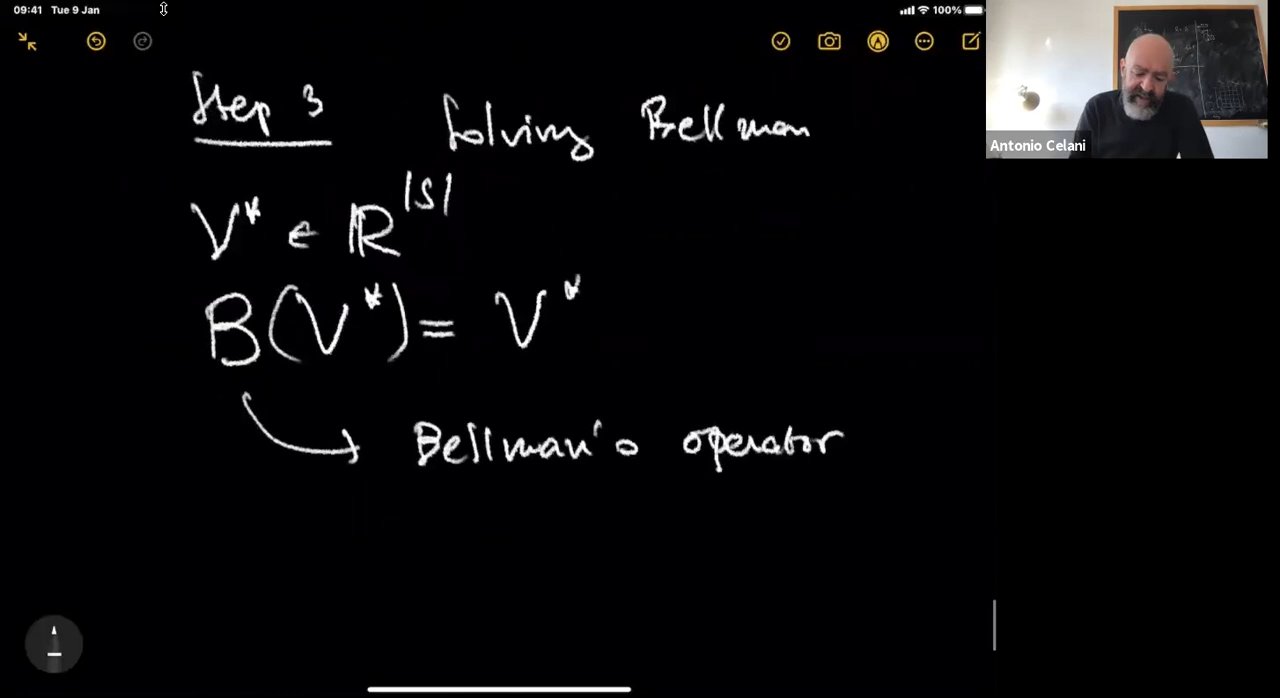 09:41 Tue 9 Jan
100%
Step 3 Solving Bellman
Antonio Celani
V* ∈ ℝ^|S|
B(V*) = V*
Bellman's operator